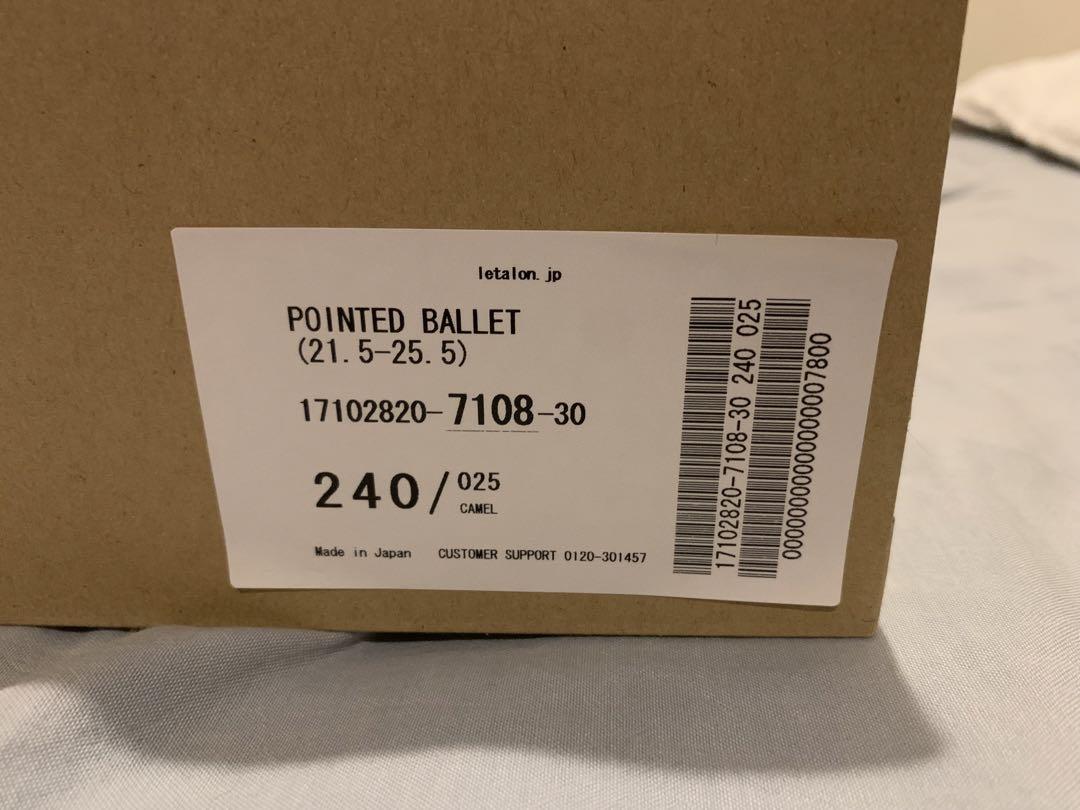 letalon.jp
POINTED BALLET
(21.5-25.5)
17102820-7108-30
240/025
CAMEL
Made in Japan CUSTOMER SUPPORT 0120-301457
17102820-7108-30 240 025
0000000000000000007800